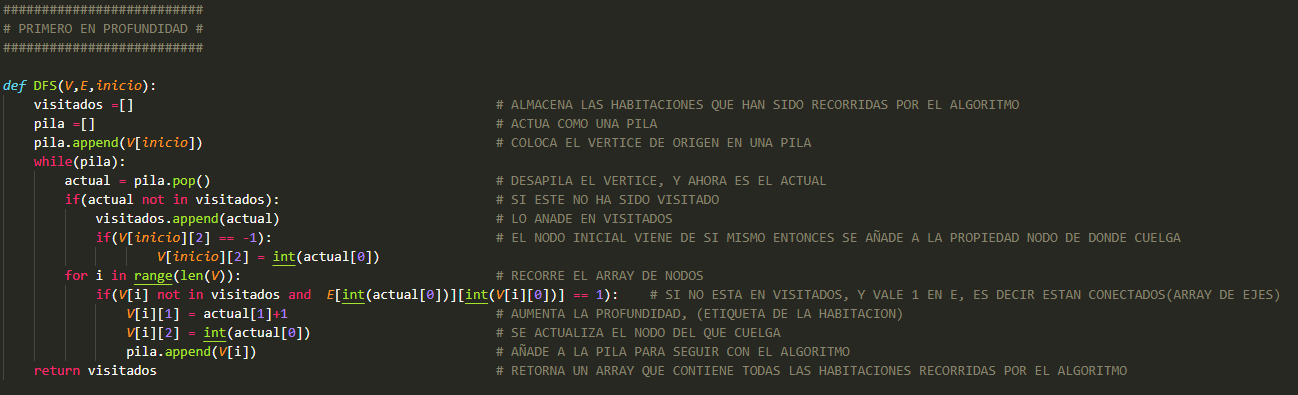 ##########################
# PRIMERO EN PROFUNDIDAD #
##########################
def DFS(V,E,inicio):
    visitados =[] # ALMACENA LAS HABITACIONES QUE HAN SIDO RECORRIDAS POR EL ALGORITMO
    pila =[] # ACTUA COMO UNA PILA
    pila.append(V[inicio]) # COLOCA EL VERTICE DE ORIGEN EN UNA PILA
    while(pila):
        actual = pila.pop() # DESAPILA EL VERTICE, Y AHORA ES EL ACTUAL
        if(actual not in visitados): # SI ESTE NO HA SIDO VISITADO
            visitados.append(actual) # LO ANADE EN VISITADOS
            if(V[inicio][2] == -1): # EL NODO INICIAL VIENE DE SI MISMO ENTONCES SE AÑADE A LA PROPIEDAD NODO DE DONDE CUELGA
                    V[inicio][2] = int(actual[0])
        for i in range(len(V)): # RECORRE EL ARRAY DE NODOS
            if(V[i] not in visitados and  E[int(actual[0])][int(V[i][0])] == 1): # SI NO ESTA EN VISITADOS, Y VALE 1 EN E, ES DECIR ESTAN CONECTADOS(ARRAY DE EJES)
                V[i][1] = actual[1]+1 # AUMENTA LA PROFUNDIDAD, (ETIQUETA DE LA HABITACION)
                V[i][2] = int(actual[0]) # SE ACTUALIZA EL NODO DEL QUE CUELGA
                pila.append(V[i]) # AÑADE A LA PILA PARA SEGUIR CON EL ALGORITMO
    return visitados # RETORNA UN ARRAY QUE CONTIENE TODAS LAS HABITACIONES RECORRIDAS POR EL ALGORITMO